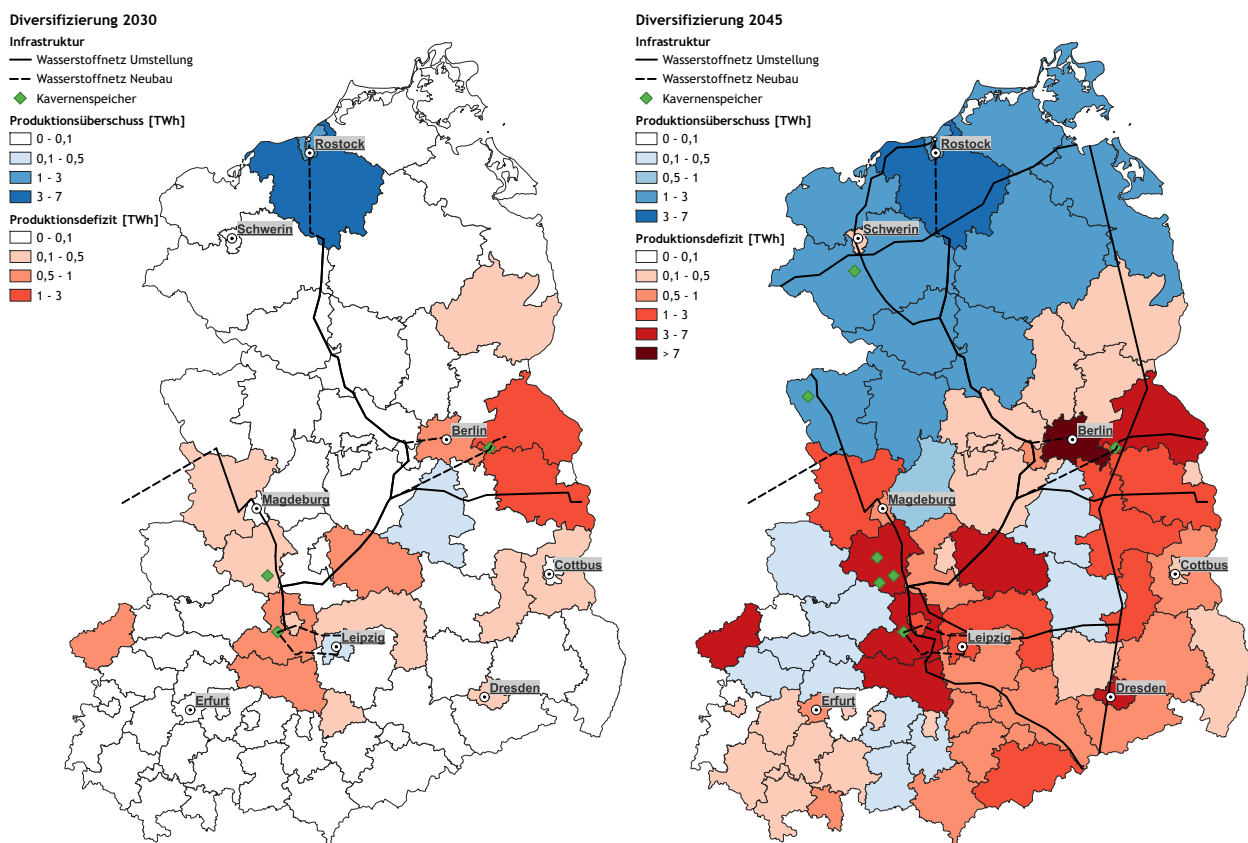 Diversifizierung 2030
Infrastruktur
Wasserstoffnetz Umstellung
Wasserstoffnetz Neubau
Kavernenspeicher
Produktionsüberschuss [TWh]
0 - 0,1
0,1 - 0,5
1 - 3
3 - 7
Produktionsdefizit [TWh]
0 - 0,1
0,1 - 0,5
0,5 - 1
1 - 3
Rostock
Schwerin
Berlin
Magdeburg
Cottbus
Leipzig
Dresden
Erfurt
Diversifizierung 2045
Infrastruktur
Wasserstoffnetz Umstellung
Wasserstoffnetz Neubau
Kavernenspeicher
Produktionsüberschuss [TWh]
0 - 0,1
0,1 - 0,5
0,5 - 1
1 - 3
3 - 7
Produktionsdefizit [TWh]
0 - 0,1
0,1 - 0,5
0,5 - 1
1 - 3
3 - 7
> 7
Rostock
Schwerin
Berlin
Magdeburg
Cottbus
Leipzig
Dresden
Erfurt